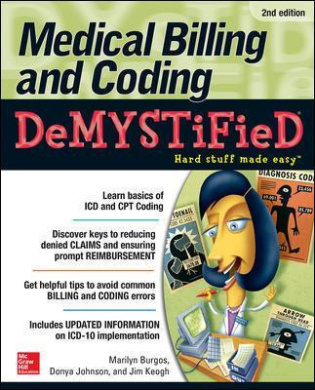 2nd edition
Medical Billing
and Coding
DeMYSTiFieD
Hard stuff made easy™
Learn basics of
ICD and CPT Coding
Discover keys to reducing
denied CLAIMS and ensuring
prompt REIMBURSEMENT
Get helpful tips to avoid common
BILLING and CODING errors
Includes UPDATED INFORMATION
on ICD-10 implementation
DIAGNOSIS CODE
TOENAIL
ARROW
THROUGH HEAD
Mc
Graw
Hill
Education
Marilyn Burgos,
Donya Johnson, and Jim Keogh